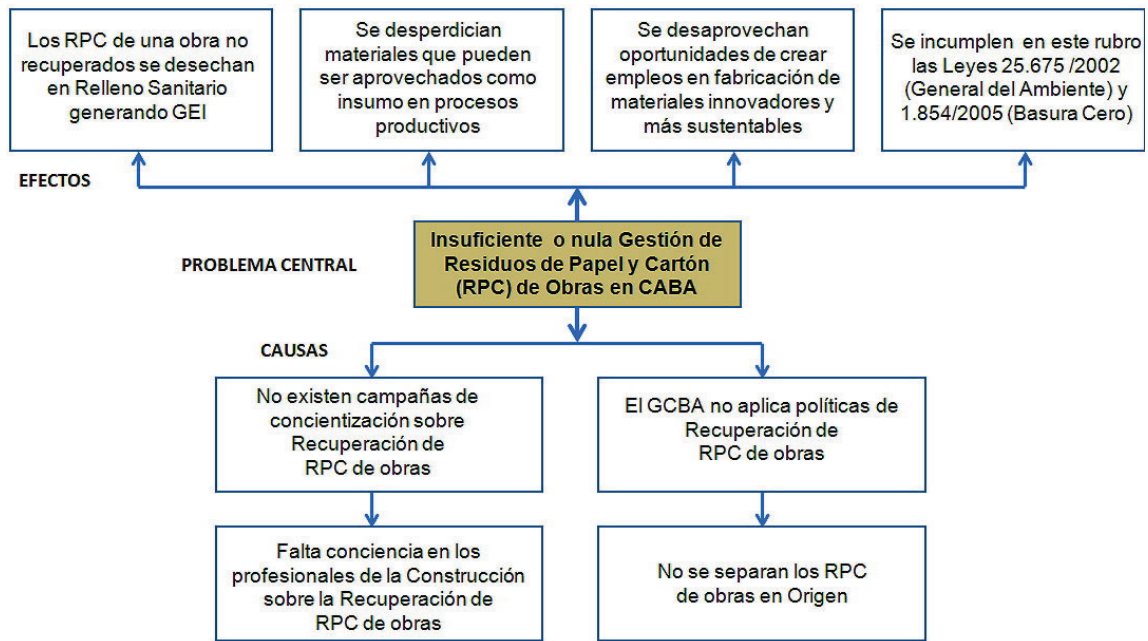 Los RPC de una obra no
recuperados se desechan
en Relleno Sanitario
generando GEI
Se desperdician
materiales que pueden
ser aprovechados como
insumo en procesos
productivos
Se desaprovechan
oportunidades de crear
empleos en fabricación de
materiales innovadores y
más sustentables
Se incumplen en este rubro
las Leyes 25.675 /2002
(General del Ambiente) y
1.854/2005 (Basura Cero)
EFECTOS
PROBLEMA CENTRAL
Insuficiente o nula Gestión de
Residuos de Papel y Cartón
(RPC) de Obras en CABA
CAUSAS
No existen campañas de
concientización sobre
Recuperación de
RPC de obras
El GCBA no aplica políticas de
Recuperación de
RPC de obras
Falta conciencia en los
profesionales de la Construcción
sobre la Recuperación de
RPC de obras
No se separan los RPC
de obras en Origen